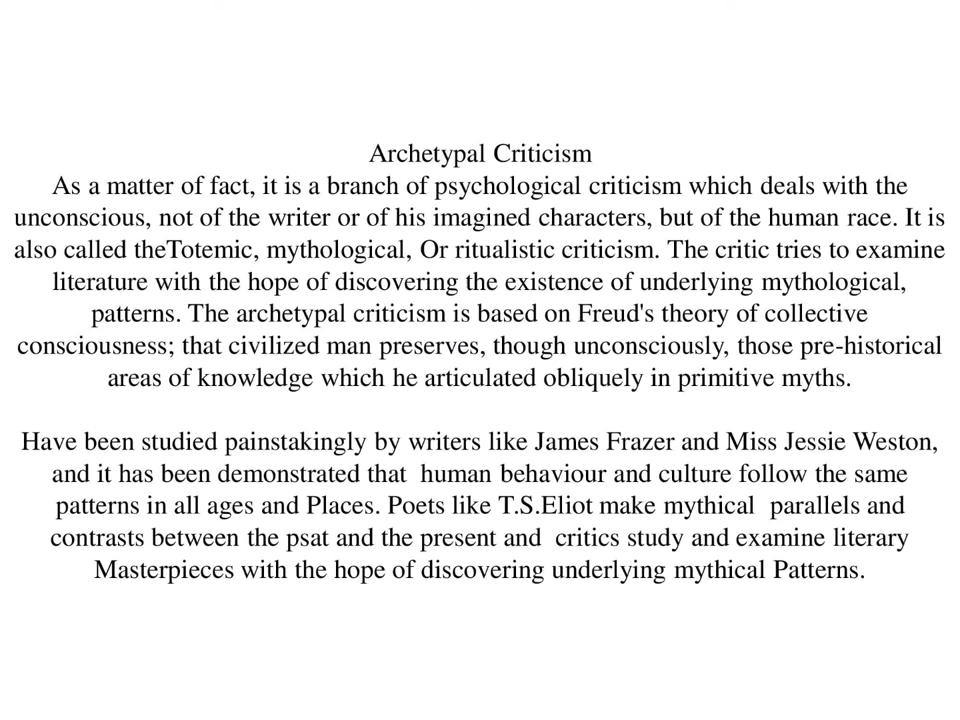 Archetypal Criticism
As a matter of fact, it is a branch of psychological criticism which deals with the
unconscious, not of the writer or of his imagined characters, but of the human race. It is
also called theTotemic, mythological, Or ritualistic criticism. The critic tries to examine
literature with the hope of discovering the existence of underlying mythological,
patterns. The archetypal criticism is based on Freud's theory of collective
consciousness; that civilized man preserves, though unconsciously, those pre-historical
areas of knowledge which he articulated obliquely in primitive myths.
Have been studied painstakingly by writers like James Frazer and Miss Jessie Weston,
and it has been demonstrated that  human behaviour and culture follow the same
patterns in all ages and Places. Poets like T.S.Eliot make mythical  parallels and
contrasts between the psat and the present and  critics study and examine literary
Masterpieces with the hope of discovering underlying mythical Patterns.